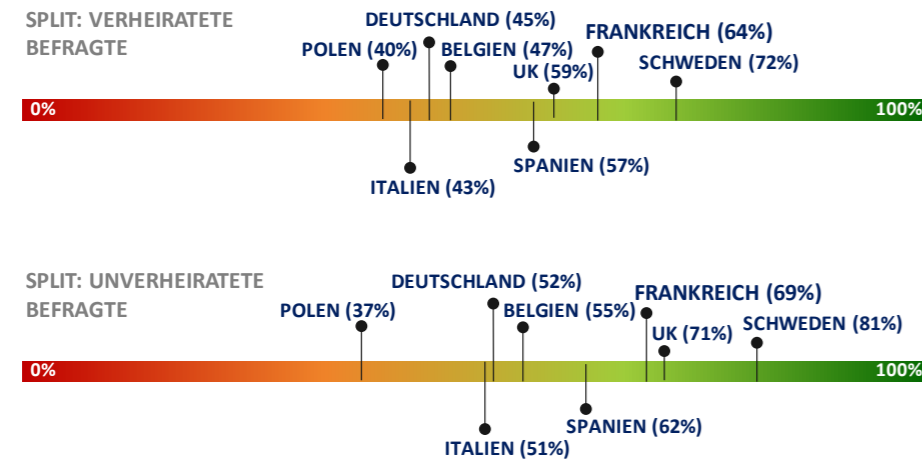 SPLIT: VERHEIRATETE
BEFRAGTE
DEUTSCHLAND (45%)
POLEN (40%)
BELGIEN (47%)
UK (59%)
FRANKREICH (64%)
SCHWEDEN (72%)
0%
100%
ITALIEN (43%)
SPANIEN (57%)
SPLIT: UNVERHEIRATETE
BEFRAGTE
DEUTSCHLAND (52%)
POLEN (37%)
BELGIEN (55%)
FRANKREICH (69%)
UK (71%)
SCHWEDEN (81%)
0%
100%
ITALIEN (51%)
SPANIEN (62%)